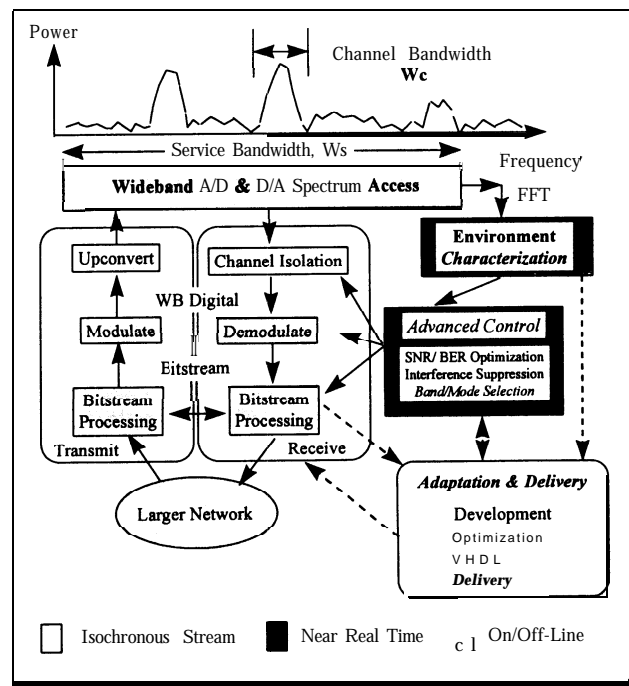 Power
Channel Bandwidth
Wc
Service Bandwidth, Ws
Frequency
Wideband A/D & D/A Spectrum Access
FFT
Environment
Characterization
Upconvert
Channel Isolation
WB Digital
Modulate
Demodulate
Advanced Control
SNR/ BER Optimization
Interference Suppression
Band/Mode Selection
Eitstream
Bitstream
Processing
Bitstream
Processing
Transmit
Receive
Larger Network
Adaptation & Delivery
Development
Optimization
VHDL
Delivery
Isochronous Stream
Near Real Time
c l On/Off-Line